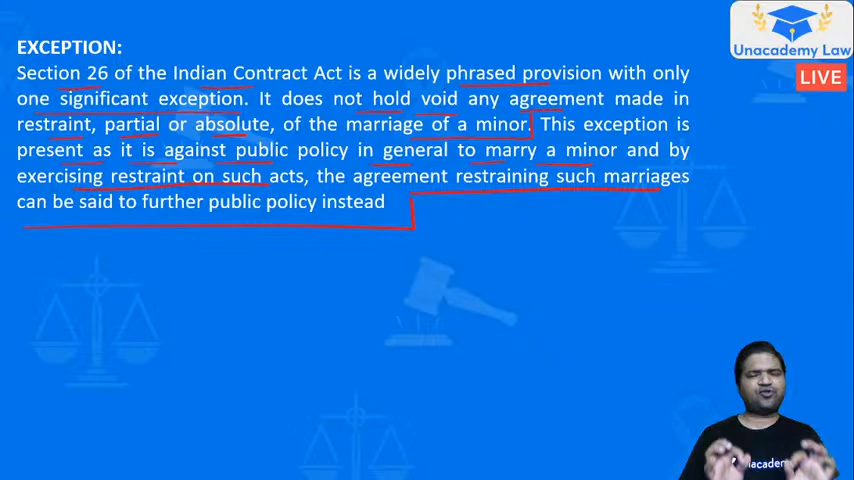 Unacademy Law
LIVE
EXCEPTION:
Section 26 of the Indian Contract Act is a widely phrased provision with only
one significant exception. It does not hold void any agreement made in
restraint, partial or absolute, of the marriage of a minor. This exception is
present as it is against public policy in general to marry a minor and by
exercising restraint on such acts, the agreement restraining such marriages
can be said to further public policy instead